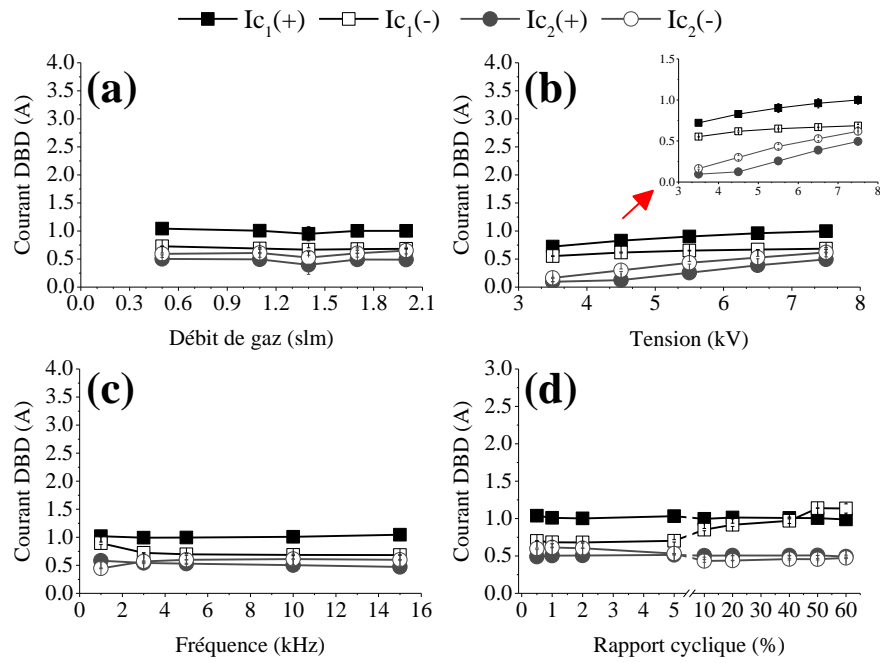 Ic1(+) Ic1(-) Ic2(+) Ic2(-)
(a)
Courant DBD (A)
4.0
3.5
3.0
2.5
2.0
1.5
1.0
0.5
0.0
0.0 0.3 0.6 0.9 1.2 1.5 1.8 2.1
Débit de gaz (slm)
(b)
Courant DBD (A)
4.0
3.5
3.0
2.5
2.0
1.5
1.0
0.5
0.0
3 4 5 6 7 8
Tension (kV)
1.5
1.0
0.5
0.0
3 4 5 6 7 8
(c)
Courant DBD (A)
4.0
3.5
3.0
2.5
2.0
1.5
1.0
0.5
0.0
0 2 4 6 8 10 12 14 16
Fréquence (kHz)
(d)
Courant DBD (A)
3.0
2.5
2.0
1.5
1.0
0.5
0.0
0 1 2 3 4 5 10 20 30 40 50 60
Rapport cyclique (%)